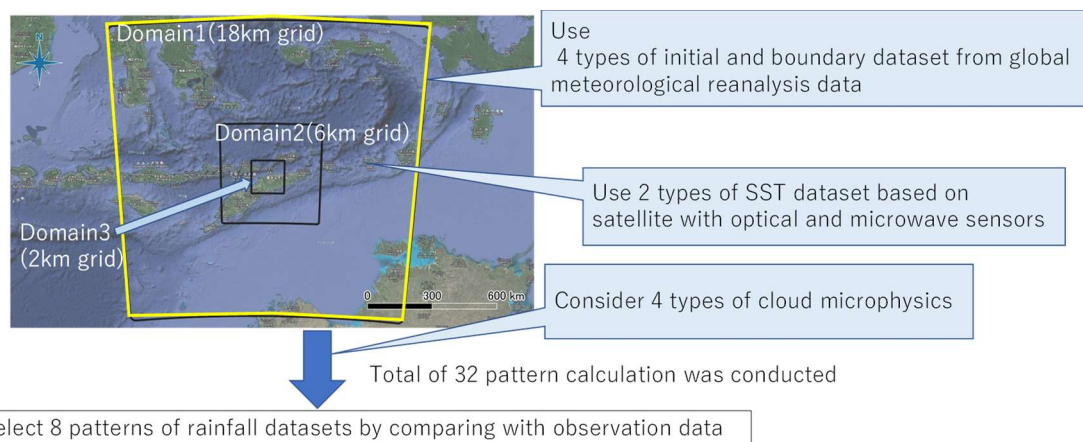 Domain1(18km grid)
N
Domain2(6km grid)
Domain3
(2km grid)
0 300 600 km
Use
4 types of initial and boundary dataset from global
meteorological reanalysis data
Use 2 types of SST dataset based on
satellite with optical and microwave sensors
Consider 4 types of cloud microphysics
Total of 32 pattern calculation was conducted
elect 8 patterns of rainfall datasets by comparing with observation data